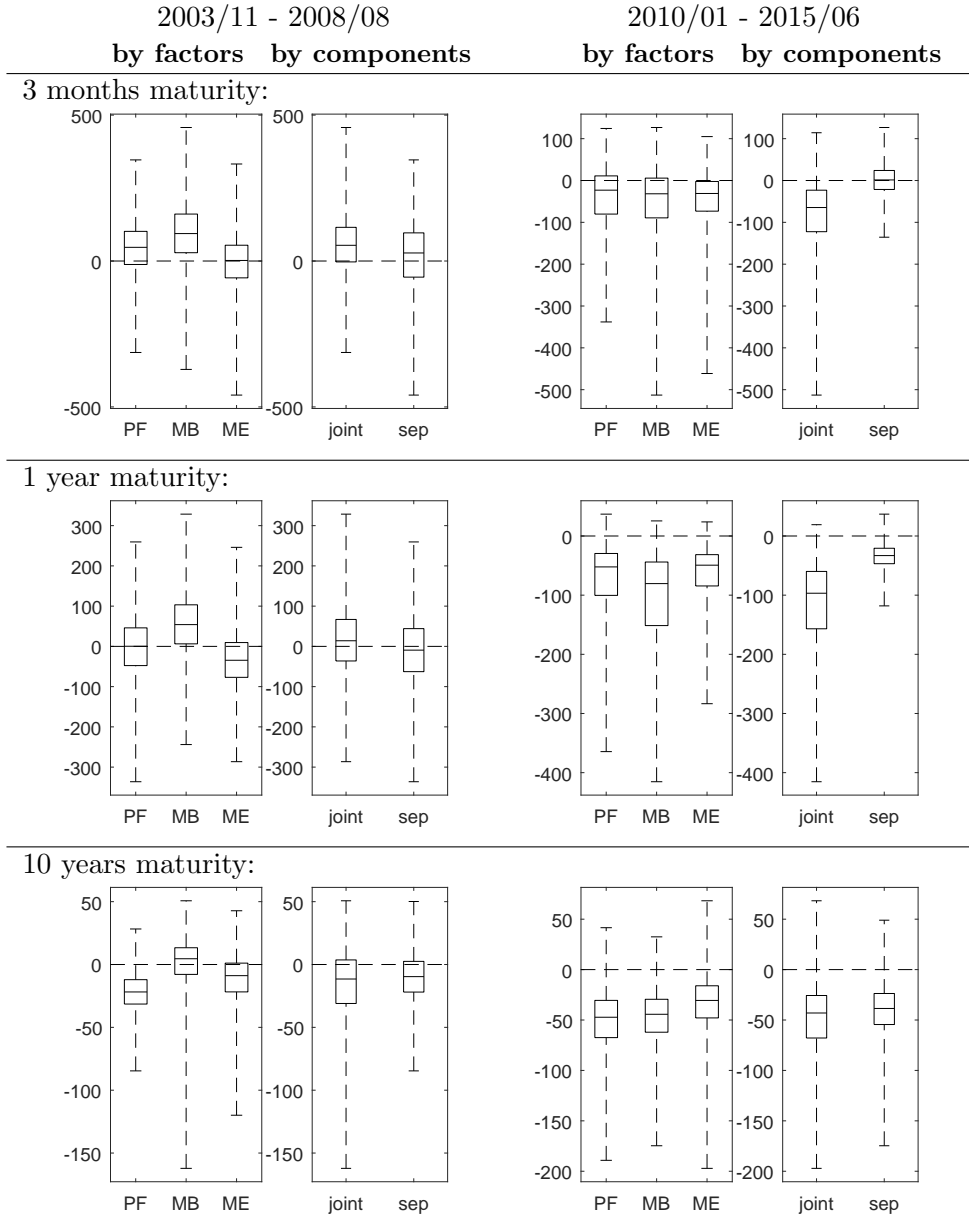 2003/11 - 2008/08 2010/01 - 2015/06
by factors by components by factors by components
3 months maturity:
500 500 100 100
0 0 0 0
-100 -100
-200 -200
-300 -300
-400 -400
-500 -500 -500 -500
PF MB ME joint sep PF MB ME joint sep
1 year maturity:
300 300 0 0
200 200
100 100 -100 -100
0 0 -200 -200
-100 -100
-200 -200 -300 -300
-300 -300 -400 -400
PF MB ME joint sep PF MB ME joint sep
10 years maturity:
50 50 50 50
0 0 0 0
-50 -50 -50 -50
-100 -100 -100 -100
-150 -150 -150 -150
-200 -200
PF MB ME joint sep PF MB ME joint sep